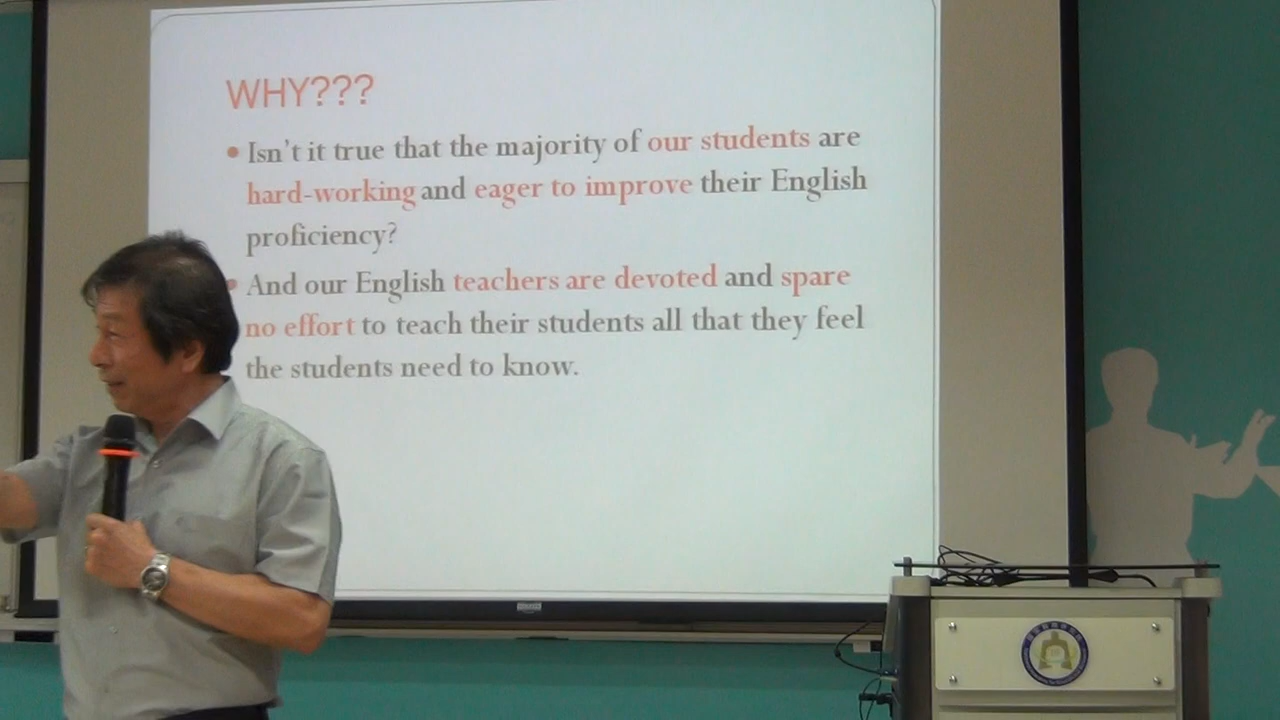 WHY???
• Isn't it true that the majority of our students are
hard-working and eager to improve their English
proficiency?
• And our English teachers are devoted and spare
no effort to teach their students all that they feel
the students need to know.